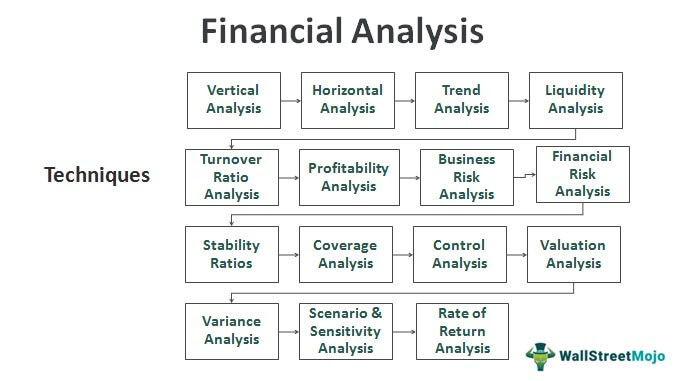 Financial Analysis
Vertical
Analysis
Horizontal
Analysis
Trend
Analysis
Liquidity
Analysis
Techniques
Turnover
Ratio
Analysis
Profitability
Analysis
Business
Risk
Analysis
Financial
Risk
Analysis
Stability
Ratios
Coverage
Analysis
Control
Analysis
Valuation
Analysis
Variance
Analysis
Scenario &
Sensitivity
Analysis
Rate of
Return
Analysis
WallStreetMojo